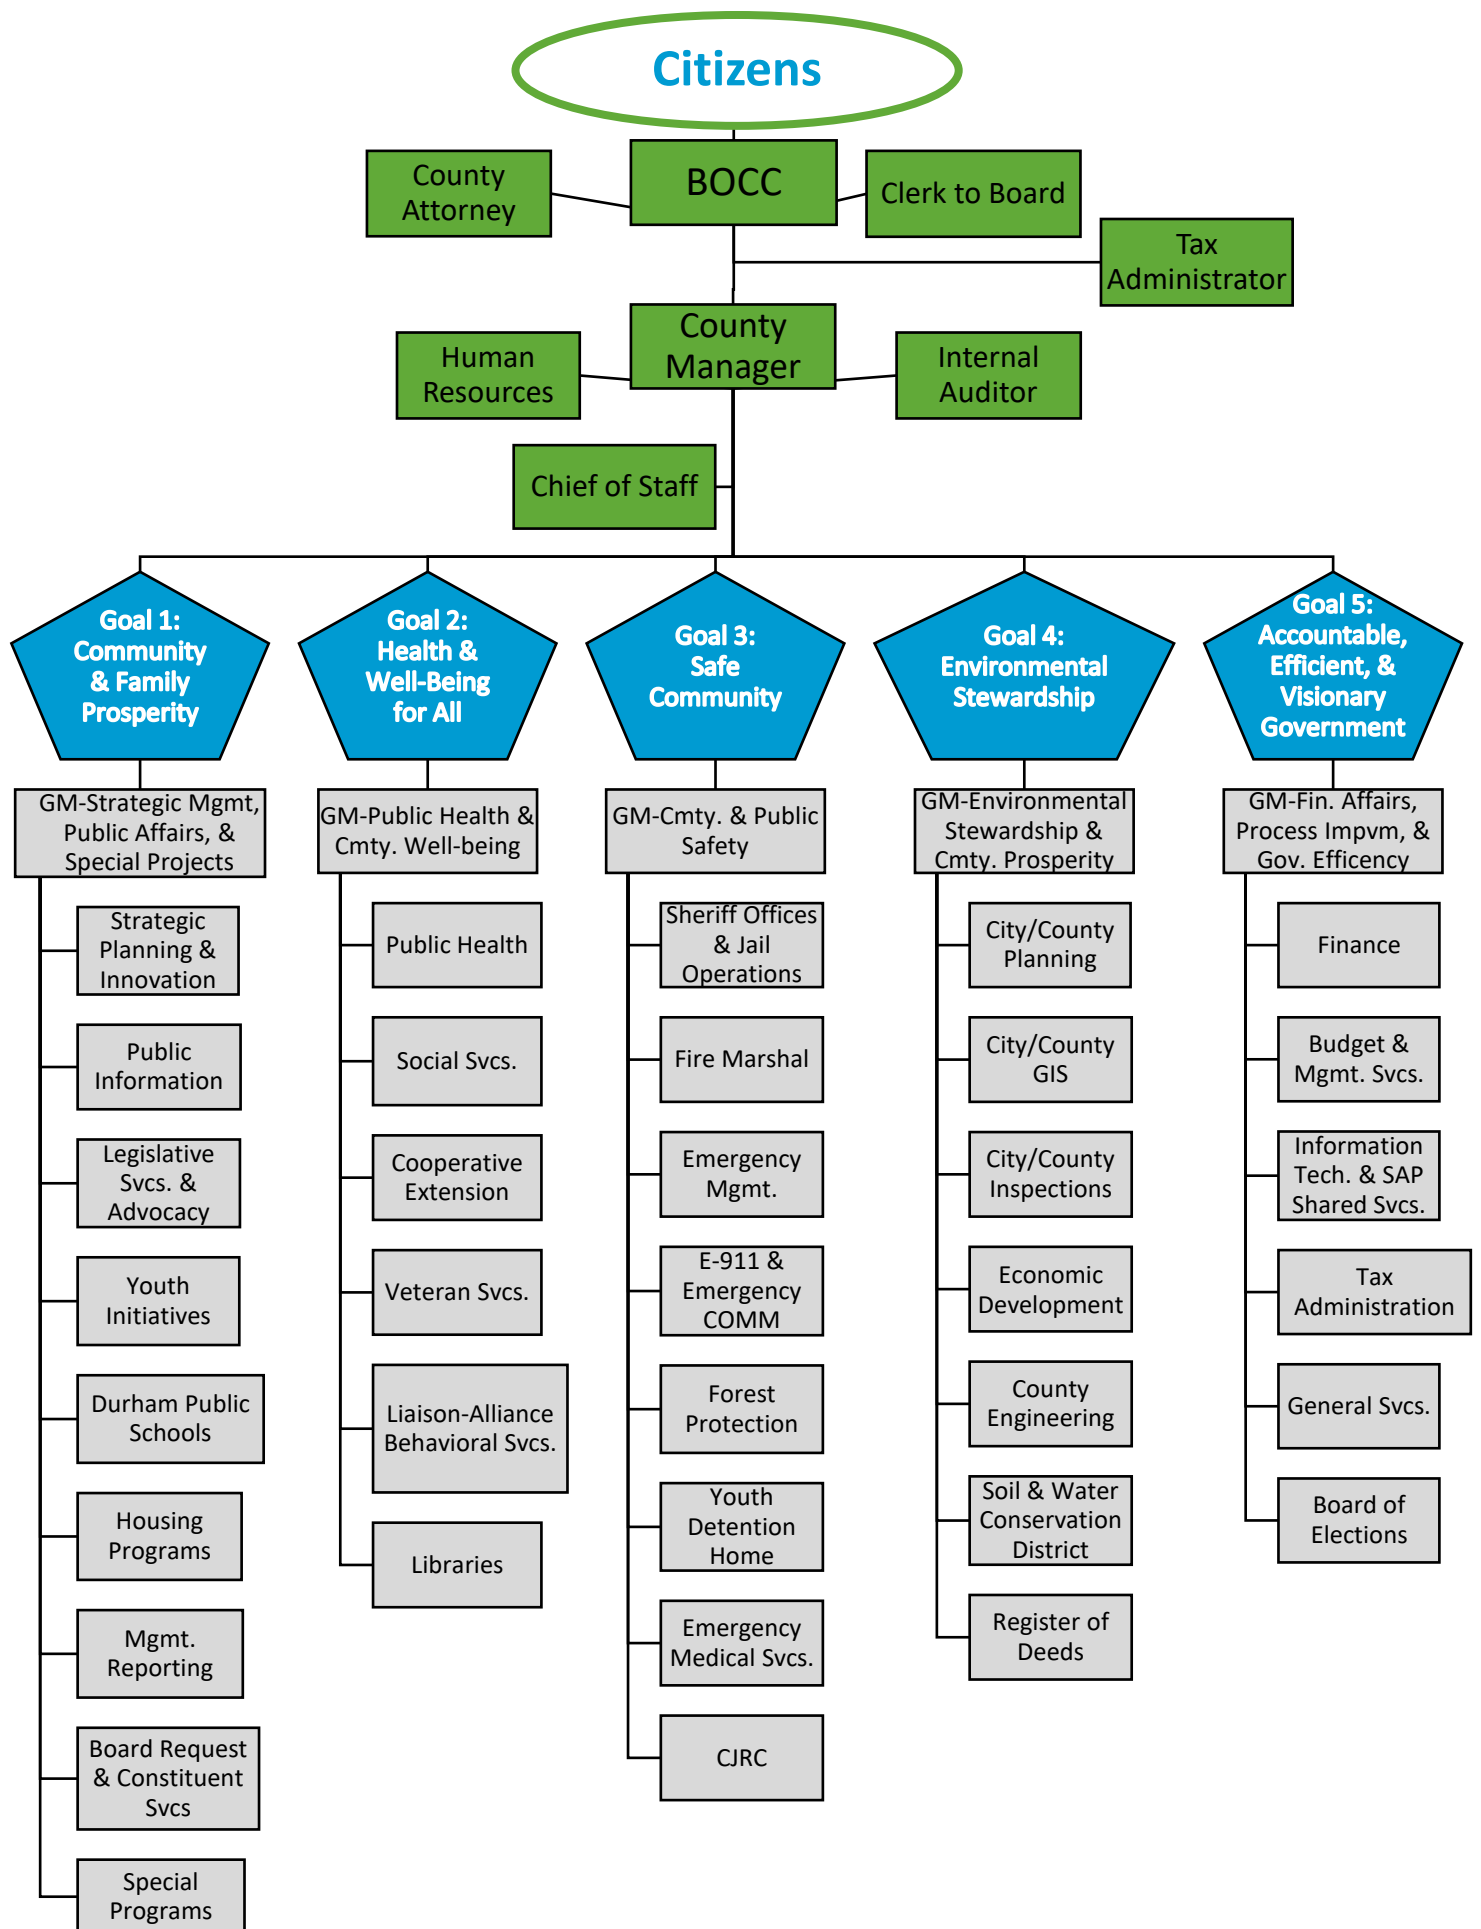 Citizens
County
Attorney
BOCC
Clerk to Board
Tax
Administrator
County
Manager
Human
Resources
Internal
Auditor
Chief of Staff
Goal 1:
Community
& Family
Prosperity
Goal 2:
Health &
Well-Being
for All
Goal 3:
Safe
Community
Goal 4:
Environmental
Stewardship
Goal 5:
Accountable,
Efficient, &
Visionary
Government
GM-Strategic Mgmt,
Public Affairs, &
Special Projects
Strategic
Planning &
Innovation
Public
Information
Legislative
Svcs. &
Advocacy
Youth
Initiatives
Durham Public
Schools
Housing
Programs
Mgmt.
Reporting
Board Request
& Constituent
Svcs
Special
Programs
GM-Public Health &
Cmty. Well-being
Public Health
Social Svcs.
Cooperative
Extension
Veteran Svcs.
Liaison-Alliance
Behavioral Svcs.
Libraries
GM-Cmty. & Public
Safety
Sheriff Offices
& Jail
Operations
Fire Marshal
Emergency
Mgmt.
E-911 &
Emergency
COMM
Forest
Protection
Youth
Detention
Home
Emergency
Medical Svcs.
CJRC
GM-Environmental
Stewardship &
Cmty. Prosperity
City/County
Planning
City/County
GIS
City/County
Inspections
Economic
Development
County
Engineering
Soil & Water
Conservation
District
Register of
Deeds
GM-Fin. Affairs,
Process Impvm, &
Gov. Efficency
Finance
Budget &
Mgmt. Svcs.
Information
Tech. & SAP
Shared Svcs.
Tax
Administration
General Svcs.
Board of
Elections